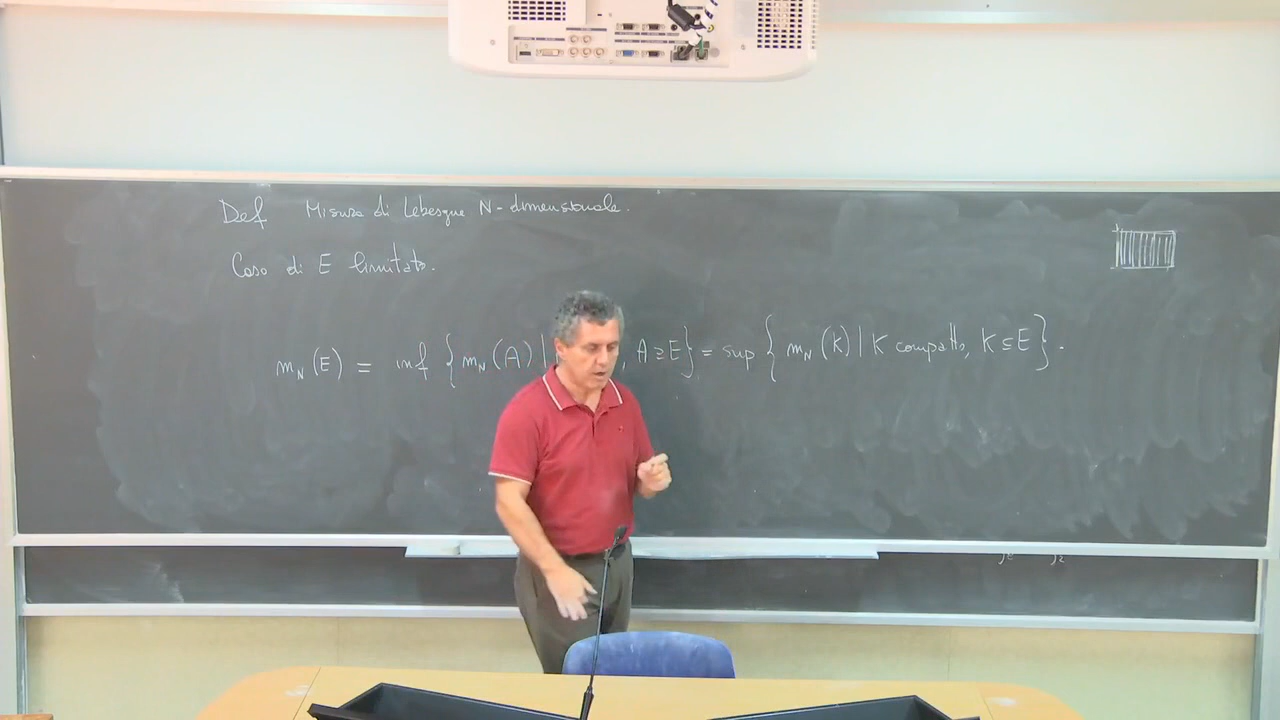 Def Misura di Lebesgue N-dimensionale.
Caso di E limitato.
m_N(E) = inf { m_N(A) | , A ⊇ E } = sup { m_N(K) | K compatto, K ⊆ E }.